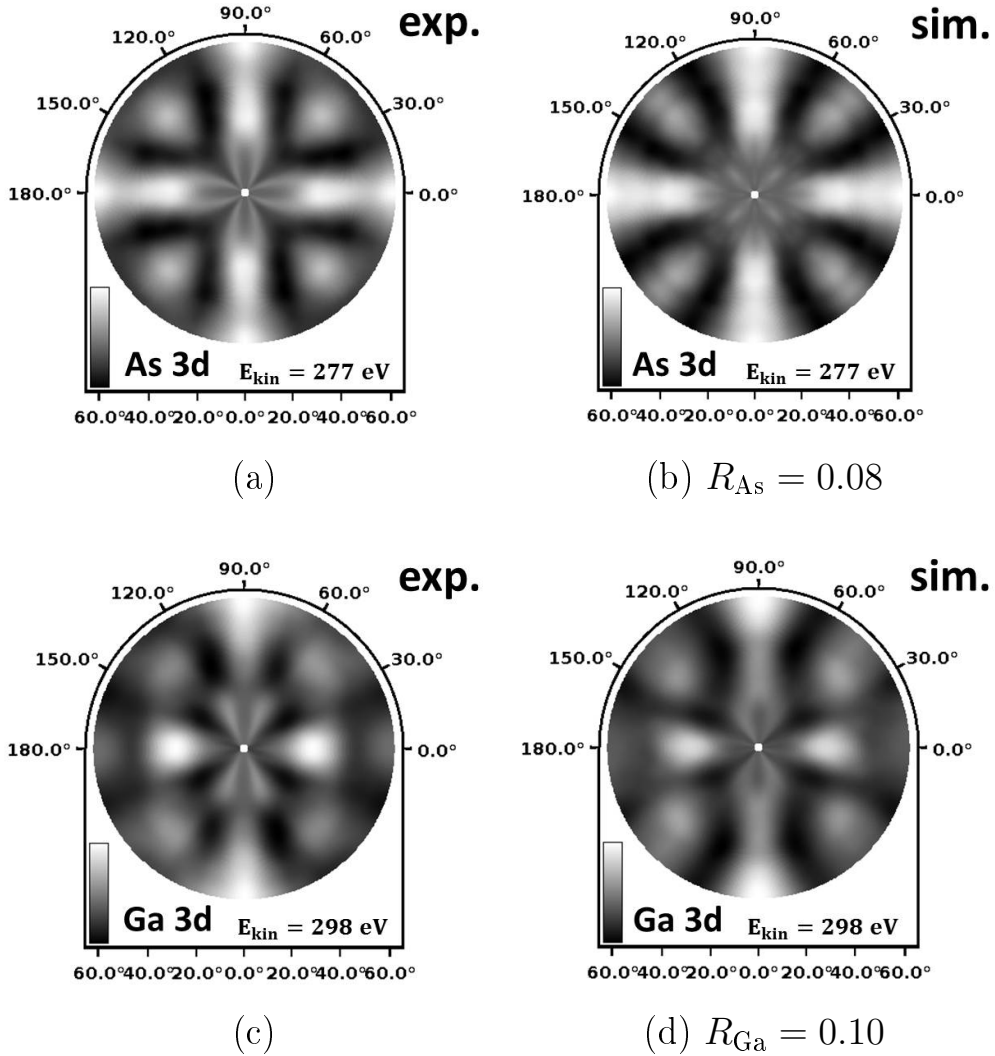 90.0° exp. 90.0° sim.
120.0° 60.0° 120.0° 60.0°
150.0° 30.0° 150.0° 30.0°
180.0° 0.0° 180.0° 0.0°
As 3d E_kin = 277 eV As 3d E_kin = 277 eV
60.0° 40.0° 20.0° 0.0° 20.0° 40.0° 60.0° 60.0° 40.0° 20.0° 0.0° 20.0° 40.0° 60.0°
(a) (b) R_As = 0.08
90.0° exp. 90.0° sim.
120.0° 60.0° 120.0° 60.0°
150.0° 30.0° 150.0° 30.0°
180.0° 0.0° 180.0° 0.0°
Ga 3d E_kin = 298 eV Ga 3d E_kin = 298 eV
60.0° 40.0° 20.0° 0.0° 20.0° 40.0° 60.0° 60.0° 40.0° 20.0° 0.0° 20.0° 40.0° 60.0°
(c) (d) R_Ga = 0.10